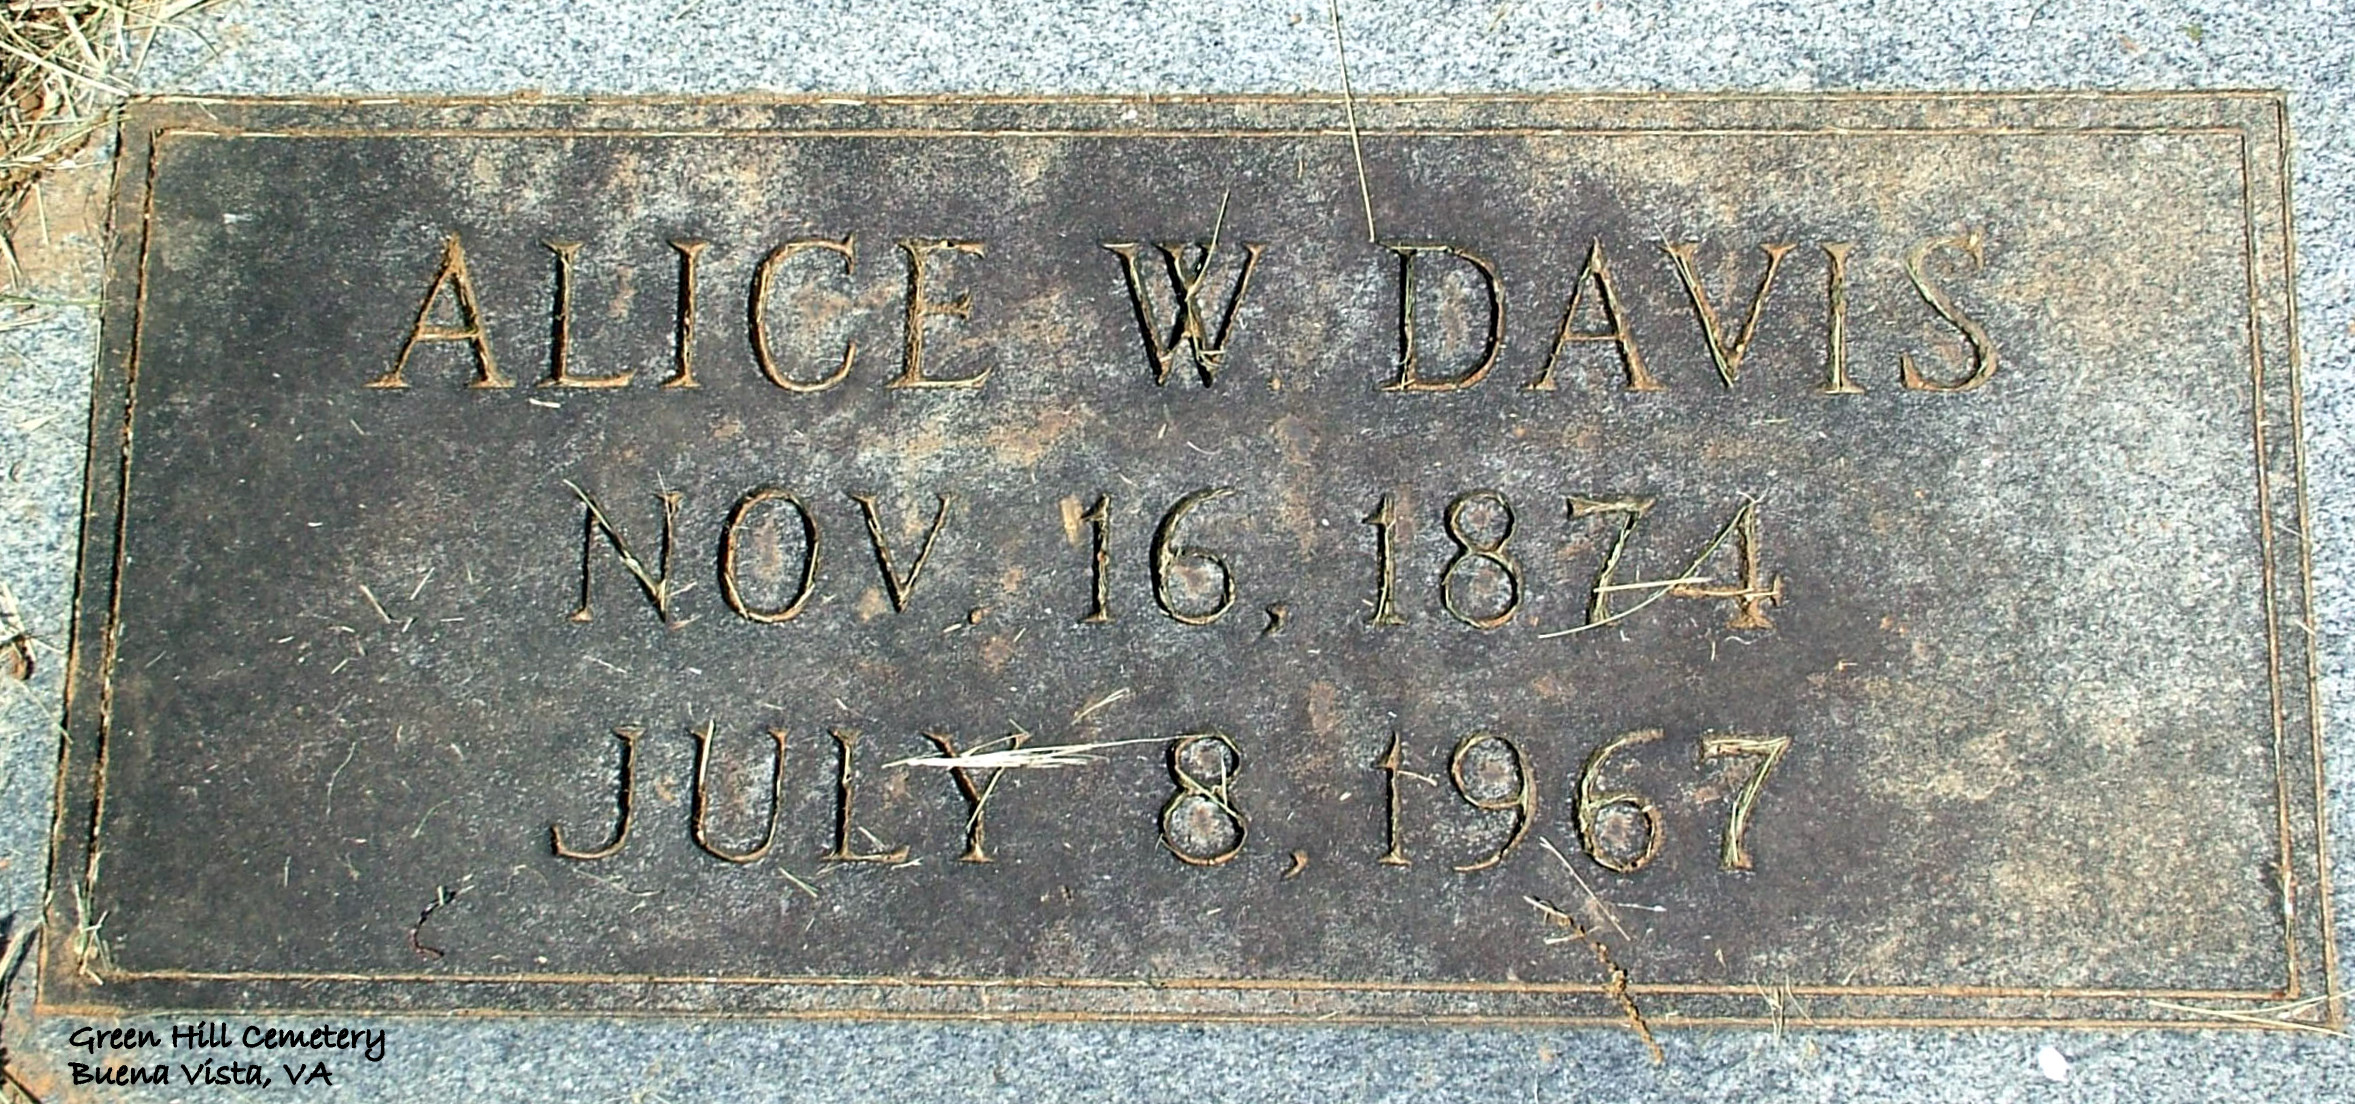 ALICE W. DAVIS
NOV. 16, 1874
JULY 8, 1967
Green Hill Cemetery
Buena Vista, VA